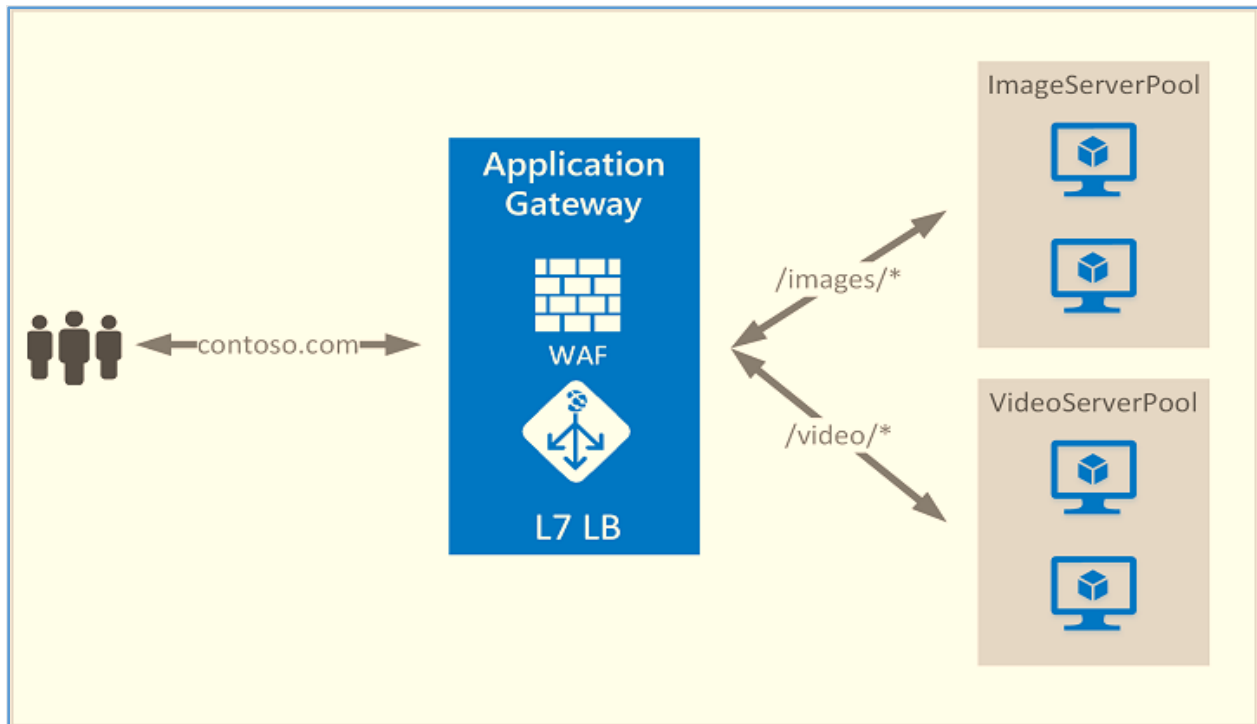 contoso.com
Application
Gateway
WAF
L7 LB
/images/*
/video/*
ImageServerPool
VideoServerPool